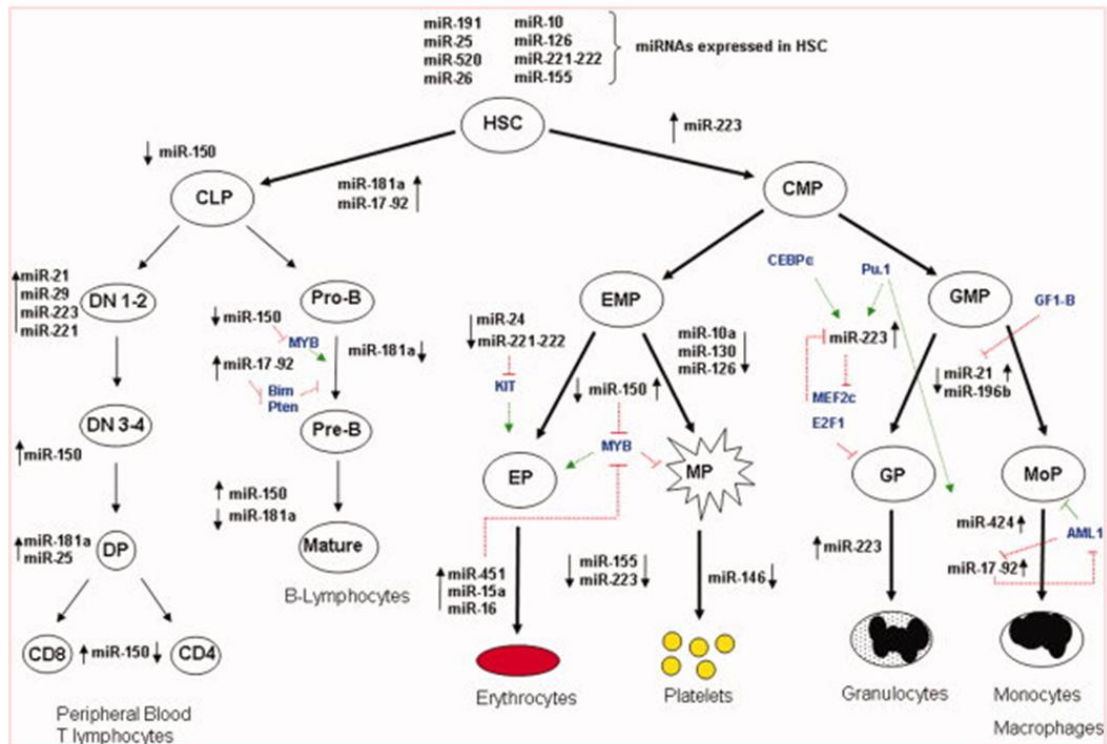 miR-191 miR-10
miR-25 miR-126
miR-520 miR-221-222
miR-26 miR-155
miRNAs expressed in HSC
HSC
↑ miR-223
↓ miR-150
CLP
miR-181a ↑
miR-17-92
CMP
↑ miR-21
miR-29
miR-223
miR-221
DN 1-2
Pro-B
↓ miR-150
MYB
↑ miR-17-92
miR-181a ↓
Bim
Pten
DN 3-4
↑ miR-150
Pre-B
↑ miR-150
↓ miR-181a
DP
↑ miR-181a
miR-25
Mature
B-Lymphocytes
CD8
↑ miR-150 ↓
CD4
Peripheral Blood
T lymphocytes
EMP
↓ miR-24
miR-221-222
KIT
miR-10a
miR-130
miR-126 ↓
↓ miR-150 ↑
MYB
EP
MP
↑ miR-451
miR-15a
miR-16
miR-155
↓ miR-223 ↓
miR-146 ↓
Erythrocytes
Platelets
CEBPα
Pu.1
GMP
GF1-B
miR-223 ↑
MEF2c
E2F1
miR-21 ↑
↓ miR-196b
GP
MoP
↑ miR-223
miR-424 ↑
AML1
miR-17-92 ↑
Granulocytes
Monocytes
Macrophages